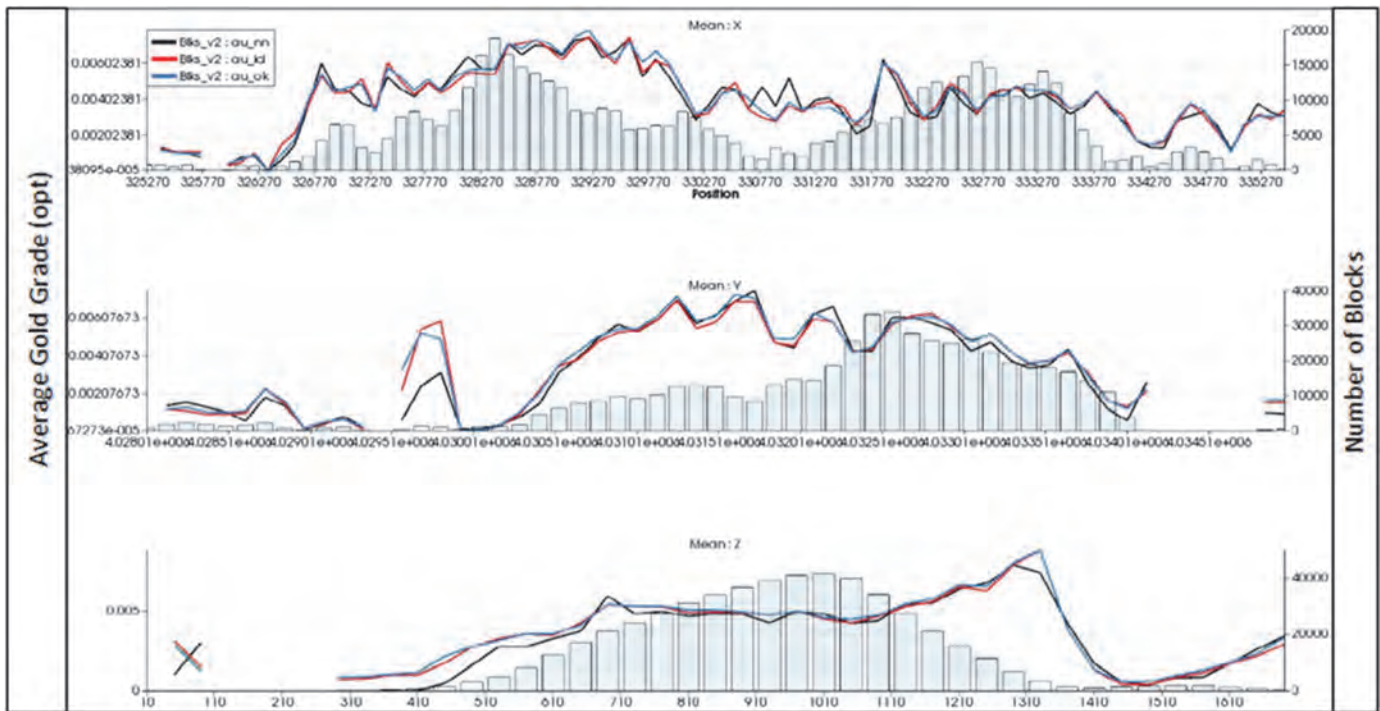 Average Gold Grade (opt)
Number of Blocks
Mean : X
Blks_v2 : au_nn
Blks_v2 : au_id
Blks_v2 : au_ok
0.00602381
0.00402381
0.00202381
38095e-005
20000
15000
10000
5000
0
325270 325770 326270 326770 327270 327770 328270 328770 329270 329770 330270 330770 331270 331770 332270 332770 333270 333770 334270 334770 335270
Position
Mean : Y
0.00607673
0.00407673
0.00207673
40000
30000
20000
10000
0
Mean : Z
0.005
0
40000
20000
0
10 110 210 310 410 510 610 710 810 910 1010 1110 1210 1310 1410 1510 1610